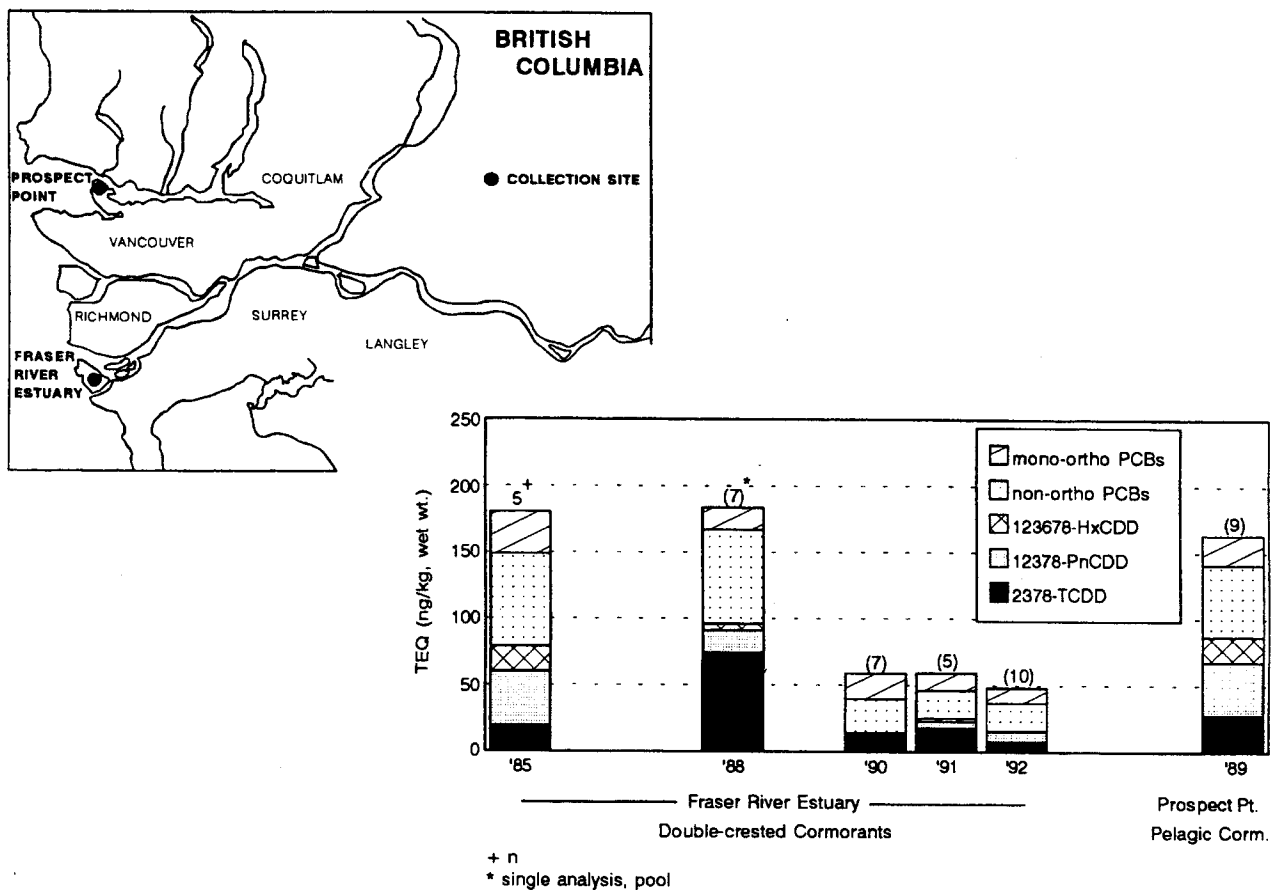 BRITISH
COLUMBIA
PROSPECT
POINT
COQUITLAM
● COLLECTION SITE
VANCOUVER
RICHMOND
SURREY
LANGLEY
FRASER
RIVER
ESTUARY
TEQ (ng/kg, wet wt.)
250
200
150
100
50
0
mono-ortho PCBs
non-ortho PCBs
123678-HxCDD
12378-PnCDD
2378-TCDD
5+
(7)*
(7)
(5)
(10)
(9)
'85
'88
'90
'91
'92
'89
Fraser River Estuary
Double-crested Cormorants
Prospect Pt.
Pelagic Corm.
+ n
* single analysis, pool